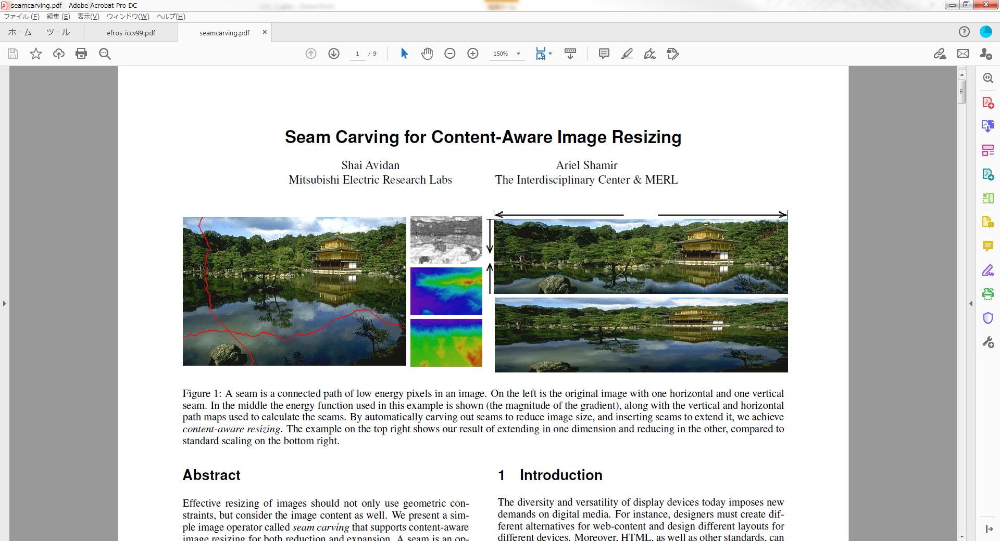 seamcarving.pdf - Adobe Acrobat Pro DC
ファイル (F) 編集 (E) 表示(V) ウィンドウ(W) ヘルプ(H)
ホーム ツール efros-iccv99.pdf seamcarving.pdf ×
1 / 9 150%
Seam Carving for Content-Aware Image Resizing
Shai Avidan Ariel Shamir
Mitsubishi Electric Research Labs The Interdisciplinary Center & MERL
Figure 1: A seam is a connected path of low energy pixels in an image. On the left is the original image with one horizontal and one vertical
seam. In the middle the energy function used in this example is shown (the magnitude of the gradient), along with the vertical and horizontal
path maps used to calculate the seams. By automatically carving out seams to reduce image size, and inserting seams to extend it, we achieve
content-aware resizing. The example on the top right shows our result of extending in one dimension and reducing in the other, compared to
standard scaling on the bottom right.
Abstract
Effective resizing of images should not only use geometric con-
straints, but consider the image content as well. We present a sim-
ple image operator called seam carving that supports content-aware
image resizing for both reduction and expansion. A seam is an op-
1 Introduction
The diversity and versatility of display devices today imposes new
demands on digital media. For instance, designers must create dif-
ferent alternatives for web-content and design different layouts for
different devices. Moreover, HTML, as well as other standards, can